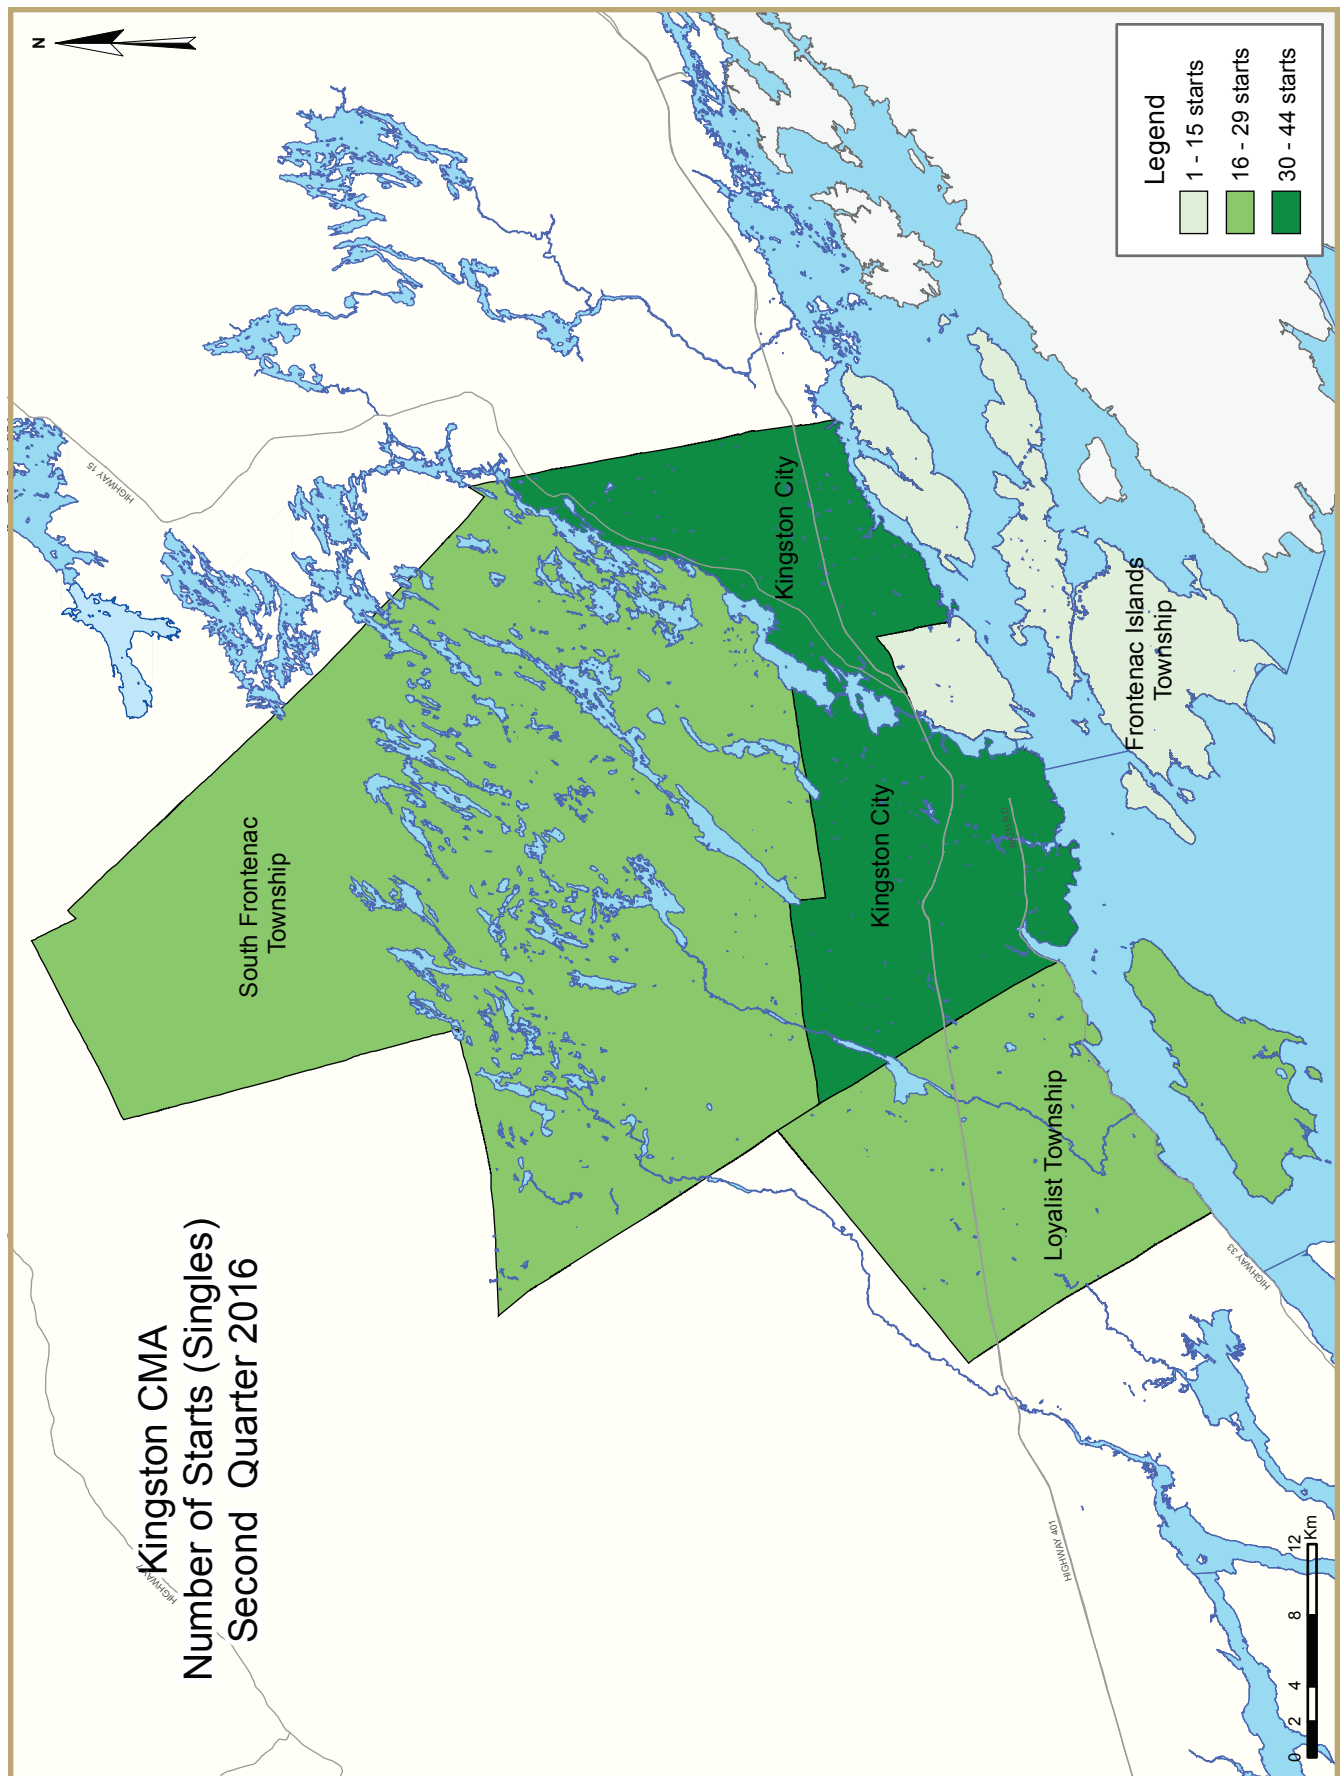 Kingston CMA
Number of Starts (Singles)
Second Quarter 2016
N
HIGHWAY 15
South Frontenac
Township
Kingston City
Kingston City
Loyalist Township
Frontenac Islands
Township
HIGHWAY
HIGHWAY 401
HIGHWAY 33
0 2 4 8 12
Km
Legend
1 - 15 starts
16 - 29 starts
30 - 44 starts